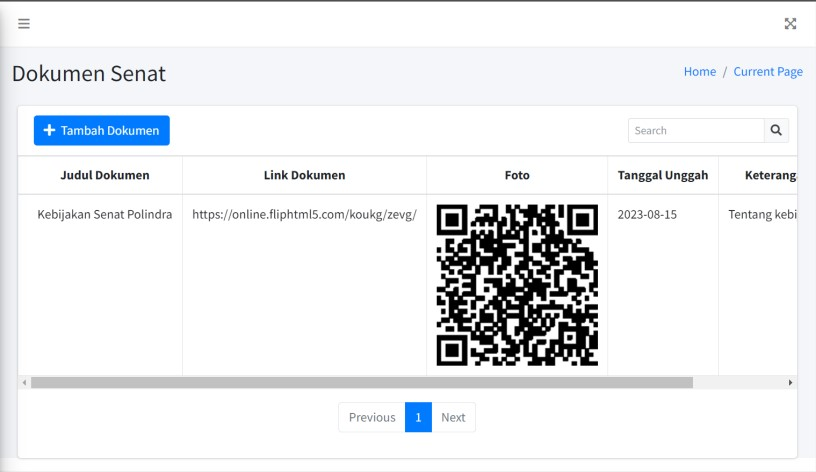 Dokumen Senat
Home / Current Page
+ Tambah Dokumen
Search
Judul Dokumen Link Dokumen Foto Tanggal Unggah Keterang
Kebijakan Senat Polindra https://online.fliphtml5.com/koukg/zevg/ 2023-08-15 Tentang kebi
Previous 1 Next